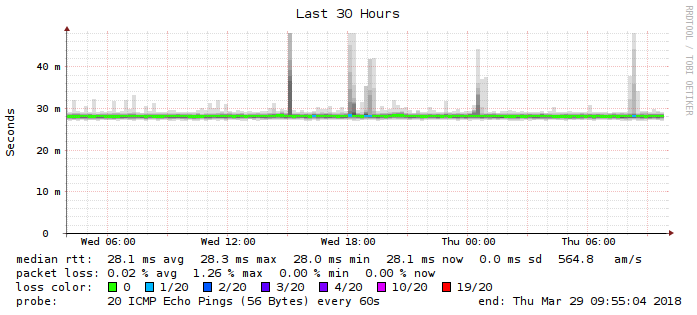 Last 30 Hours
RRDTOOL / TOBI OETIKER
Seconds
40 m
30 m
20 m
10 m
0
Wed 06:00 Wed 12:00 Wed 18:00 Thu 00:00 Thu 06:00
median rtt: 28.1 ms avg 28.3 ms max 28.0 ms min 28.1 ms now 0.0 ms sd 564.8 am/s
packet loss: 0.02 % avg 1.26 % max 0.00 % min 0.00 % now
loss color: 0 1/20 2/20 3/20 4/20 10/20 19/20
probe: 20 ICMP Echo Pings (56 Bytes) every 60s end: Thu Mar 29 09:55:04 2018